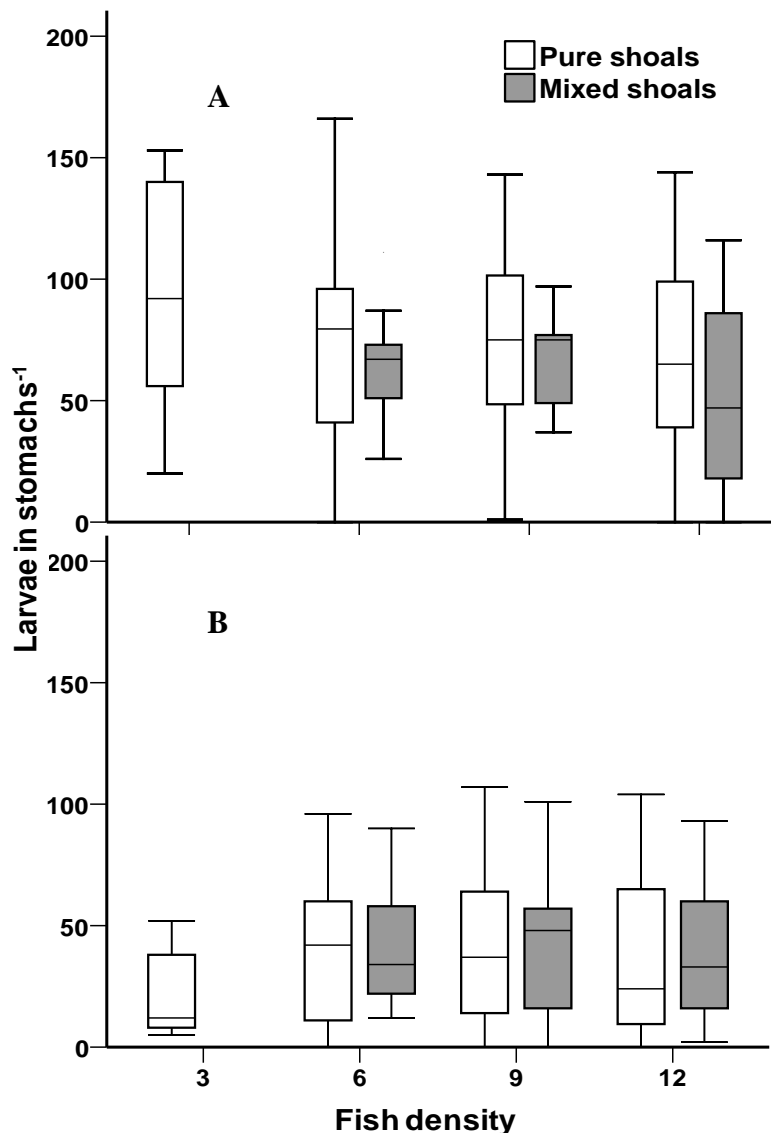 200
Pure shoals
Mixed shoals
A
150
100
50
0
Larvae in stomachs-1
200
B
150
100
50
0
3 6 9 12
Fish density